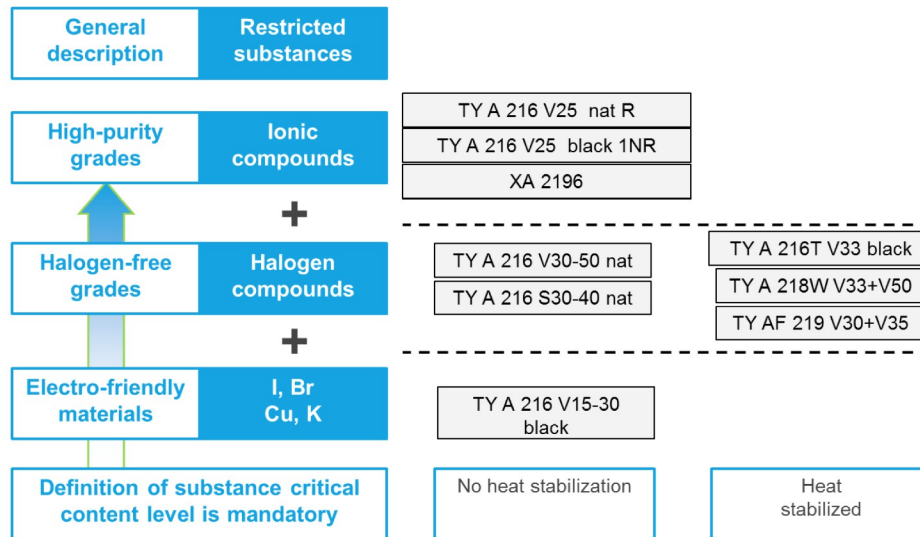 General
description
Restricted
substances
High-purity
grades
Ionic
compounds
TY A 216 V25 nat R
TY A 216 V25 black 1NR
XA 2196
+
Halogen-free
grades
Halogen
compounds
TY A 216 V30-50 nat
TY A 216 S30-40 nat
TY A 216T V33 black
TY A 218W V33+V50
TY AF 219 V30+V35
+
Electro-friendly
materials
I, Br
Cu, K
TY A 216 V15-30
black
Definition of substance critical
content level is mandatory
No heat stabilization
Heat
stabilized